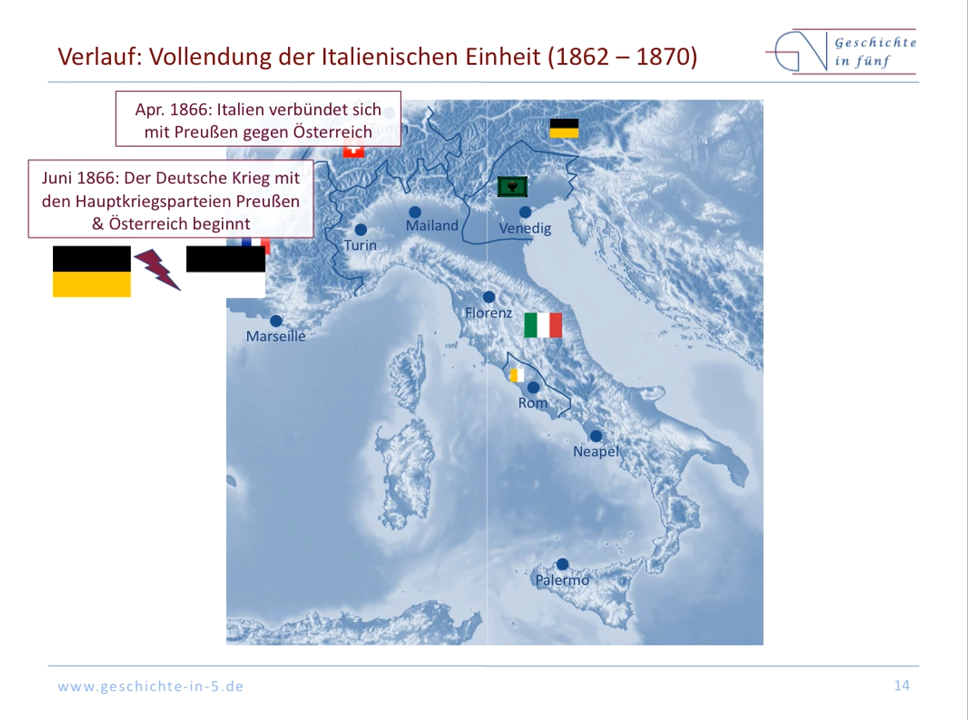 Verlauf: Vollendung der Italienischen Einheit (1862 – 1870)
Geschichte
in fünf
Apr. 1866: Italien verbündet sich
mit Preußen gegen Österreich
Juni 1866: Der Deutsche Krieg mit
den Hauptkriegsparteien Preußen
& Österreich beginnt
Mailand
Venedig
Turin
Florenz
Marseille
Rom
Neapel
Palermo
www.geschichte-in-5.de
14